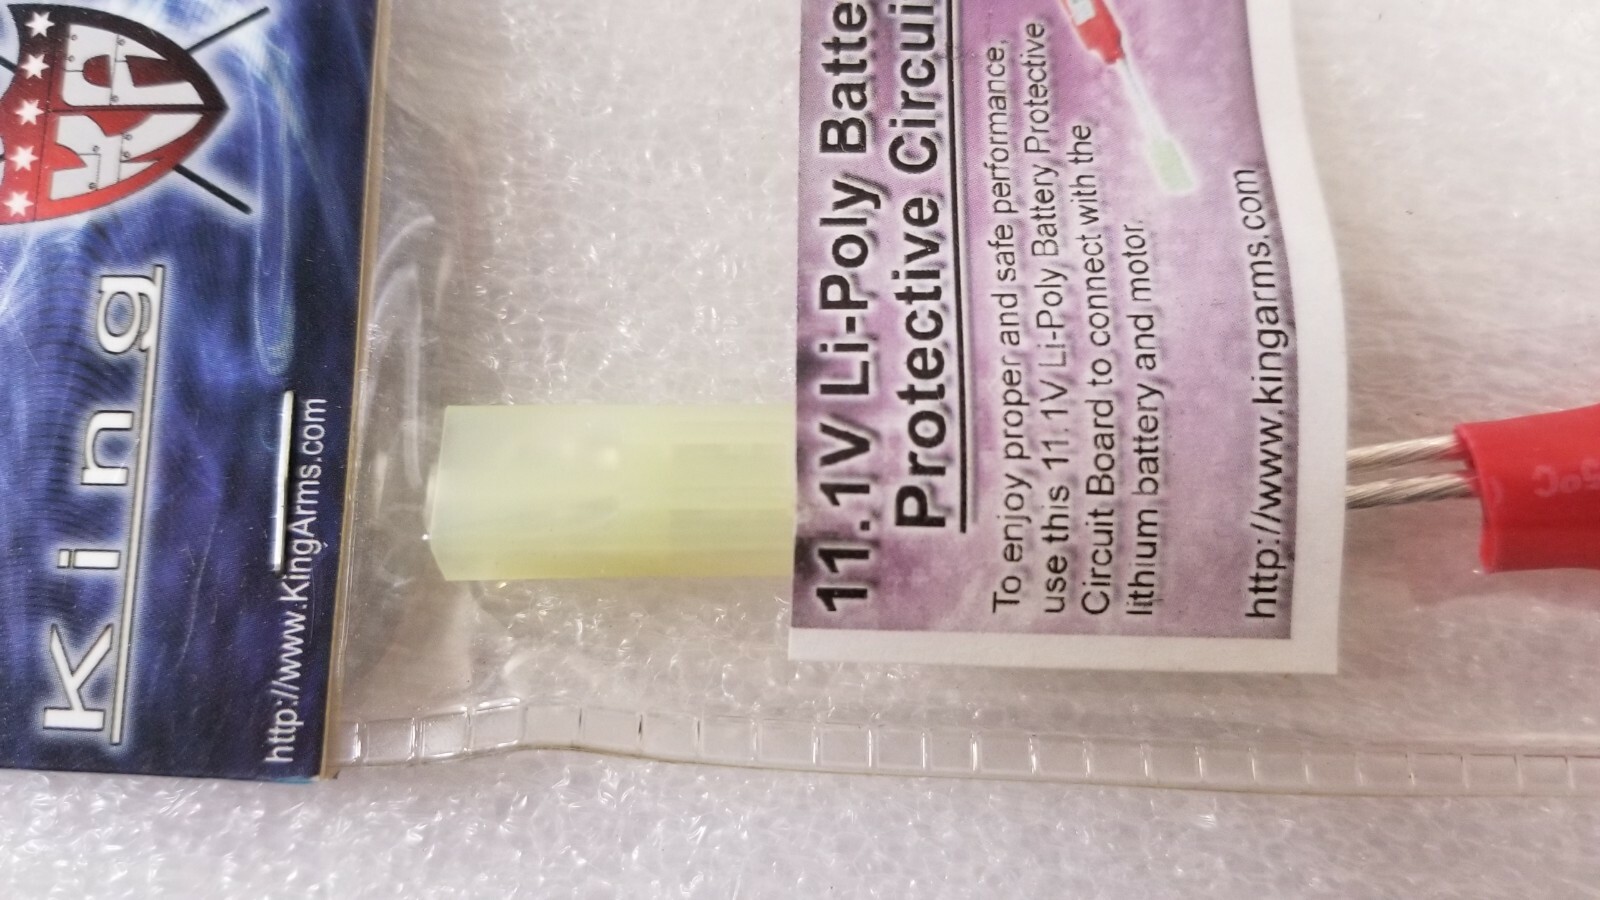 King
http://www.KingArms.com
11.1V Li-Poly
Protective
To enjoy proper and safe performance,
use this 11.1V Li-Poly Battery Protective
Circuit Board to connect with the
lithium battery and motor.
http://www.kingarms.com